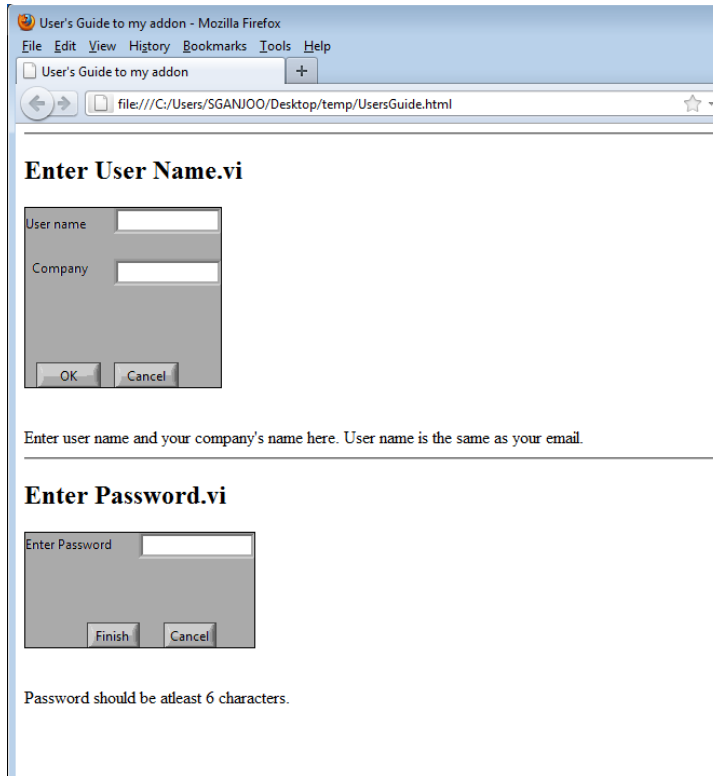 User's Guide to my addon - Mozilla Firefox
File Edit View History Bookmarks Tools Help
User's Guide to my addon +
file:///C:/Users/SGANJOO/Desktop/temp/UsersGuide.html
Enter User Name.vi
User name
Company
OK Cancel
Enter user name and your company's name here. User name is the same as your email.
Enter Password.vi
Enter Password
Finish Cancel
Password should be atleast 6 characters.